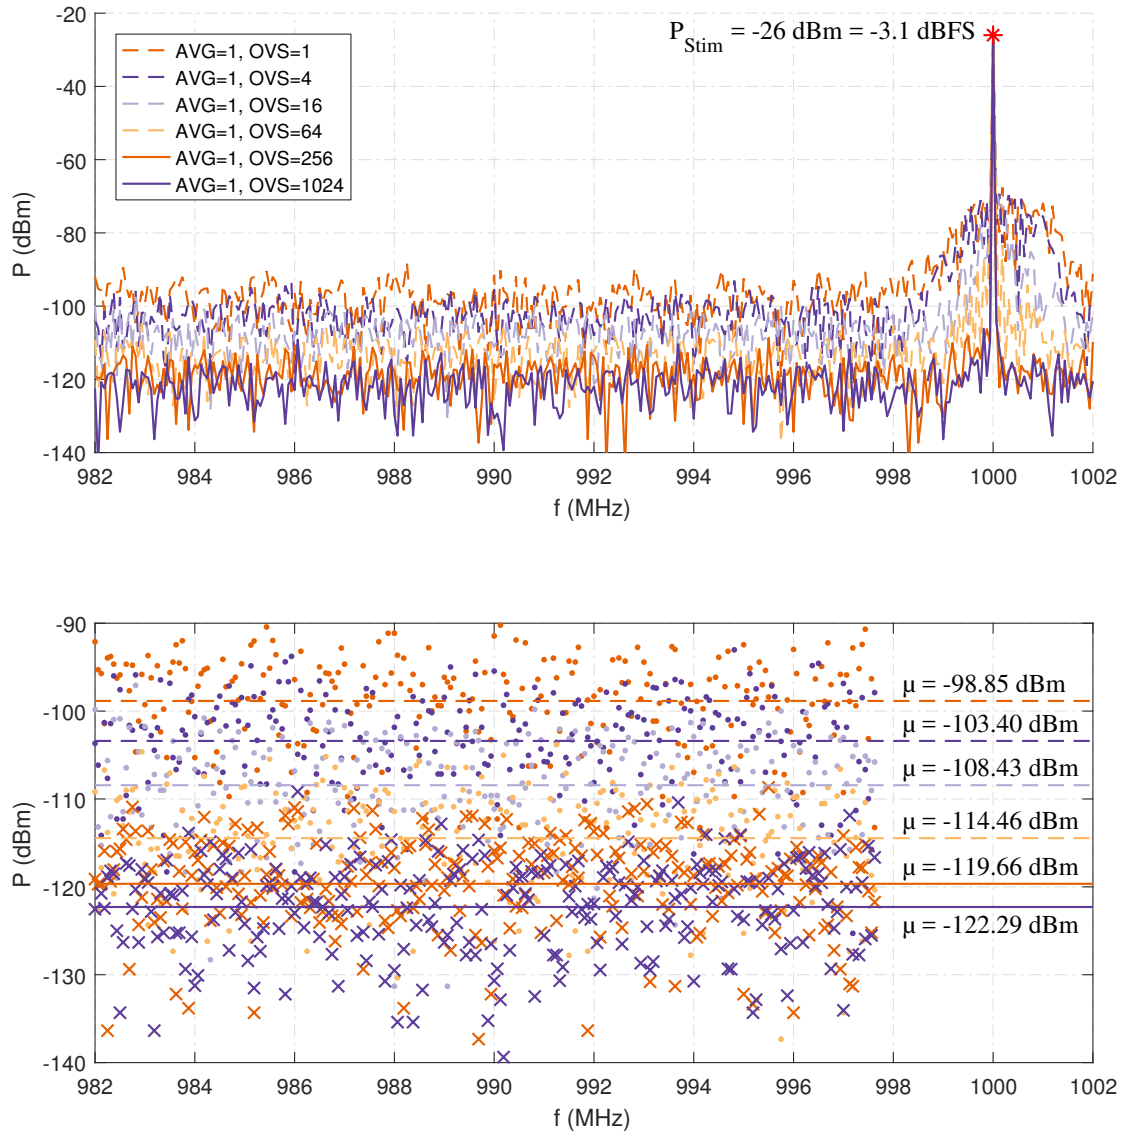 -20
-40
-60
-80
-100
-120
-140
P (dBm)
P_Stim = -26 dBm = -3.1 dBFS
AVG=1, OVS=1
AVG=1, OVS=4
AVG=1, OVS=16
AVG=1, OVS=64
AVG=1, OVS=256
AVG=1, OVS=1024
982 984 986 988 990 992 994 996 998 1000 1002
f (MHz)
-90
-100
-110
-120
-130
-140
P (dBm)
μ = -98.85 dBm
μ = -103.40 dBm
μ = -108.43 dBm
μ = -114.46 dBm
μ = -119.66 dBm
μ = -122.29 dBm
982 984 986 988 990 992 994 996 998 1000 1002
f (MHz)